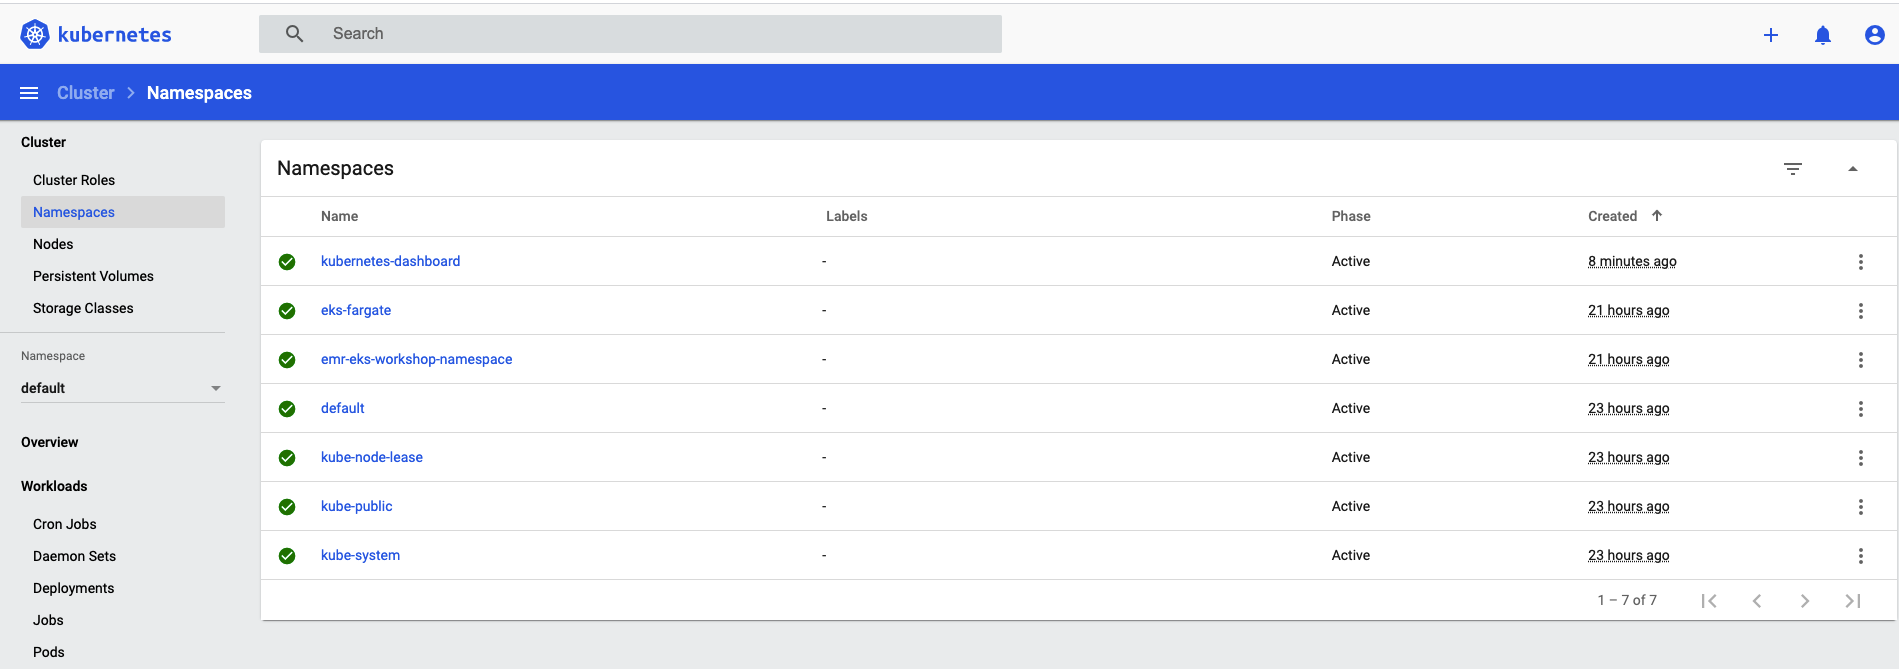 kubernetes
Search
Cluster > Namespaces
Cluster
Cluster Roles
Namespaces
Nodes
Persistent Volumes
Storage Classes
Namespace
default
Overview
Workloads
Cron Jobs
Daemon Sets
Deployments
Jobs
Pods
Namespaces
Name Labels Phase Created
kubernetes-dashboard - Active 8 minutes ago
eks-fargate - Active 21 hours ago
emr-eks-workshop-namespace - Active 21 hours ago
default - Active 23 hours ago
kube-node-lease - Active 23 hours ago
kube-public - Active 23 hours ago
kube-system - Active 23 hours ago
1 – 7 of 7